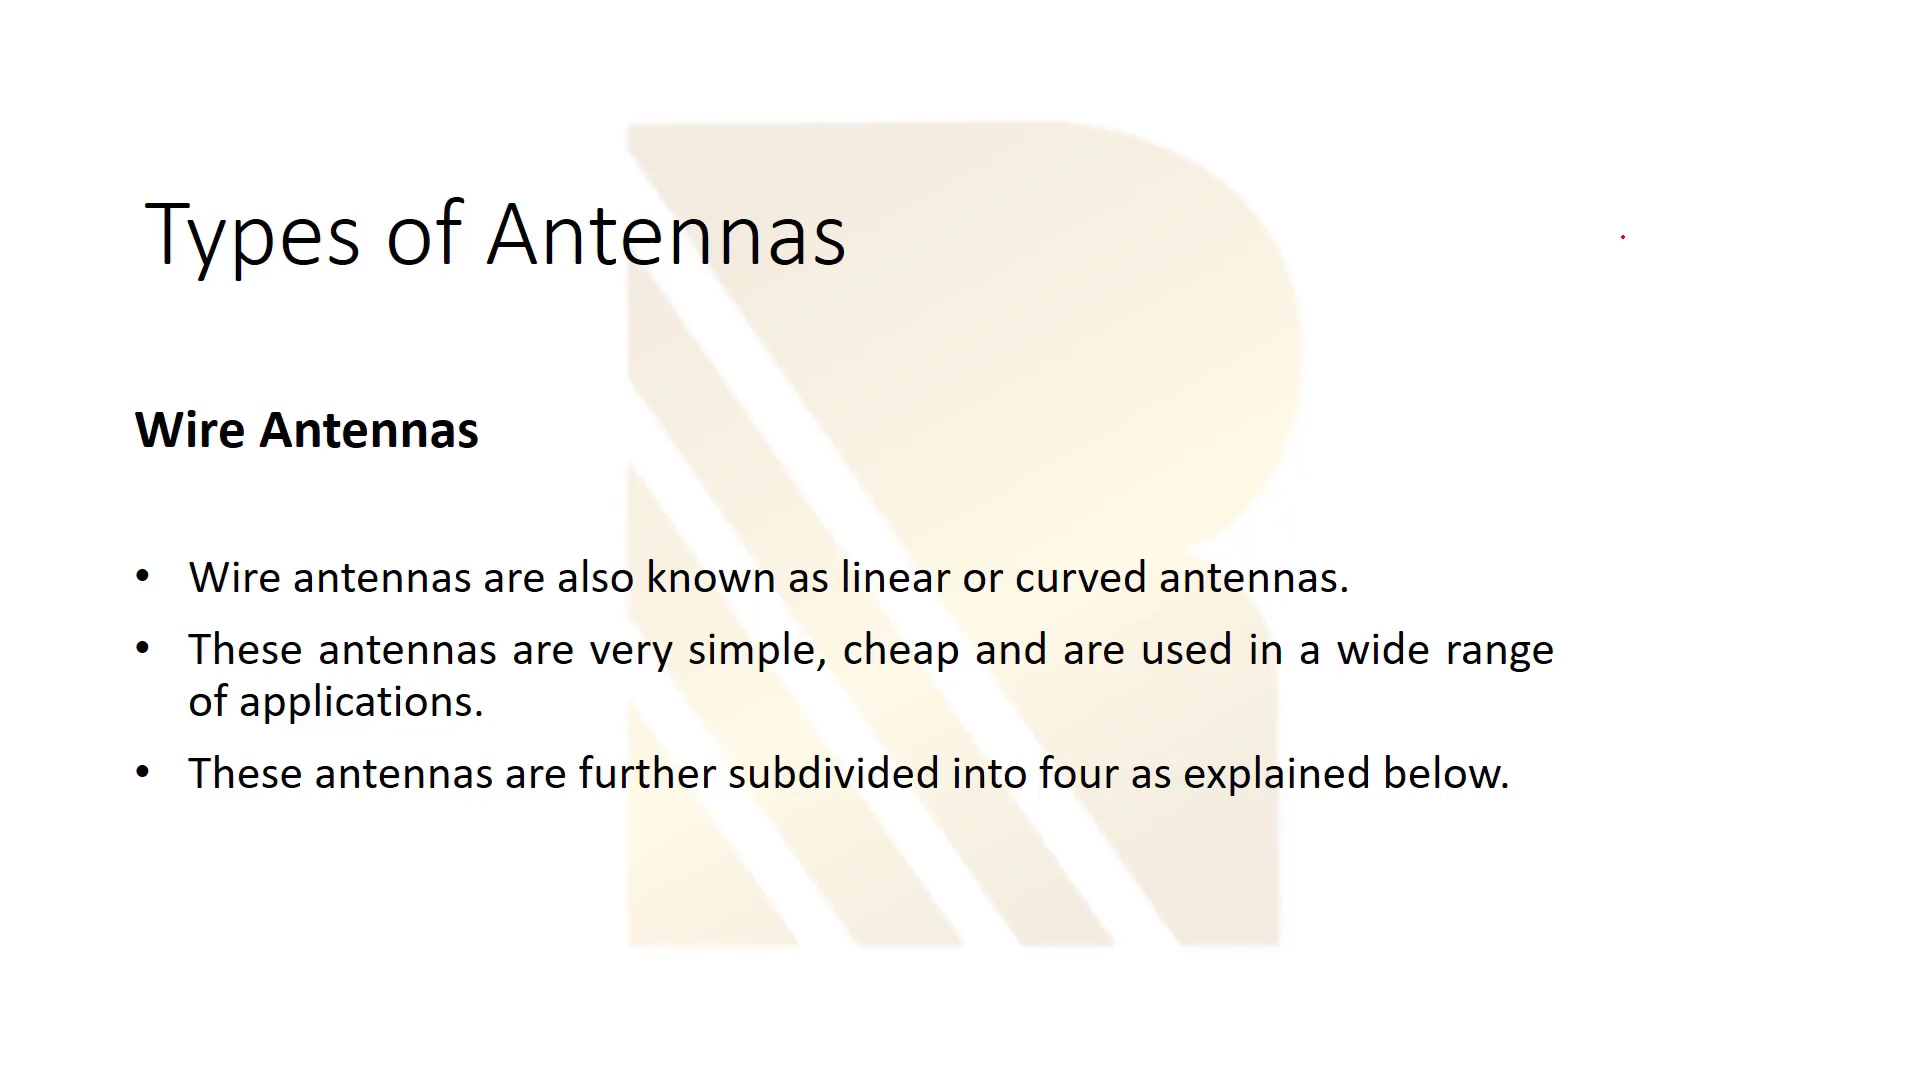 Types of Antennas
Wire Antennas
• Wire antennas are also known as linear or curved antennas.
• These antennas are very simple, cheap and are used in a wide range
of applications.
• These antennas are further subdivided into four as explained below.